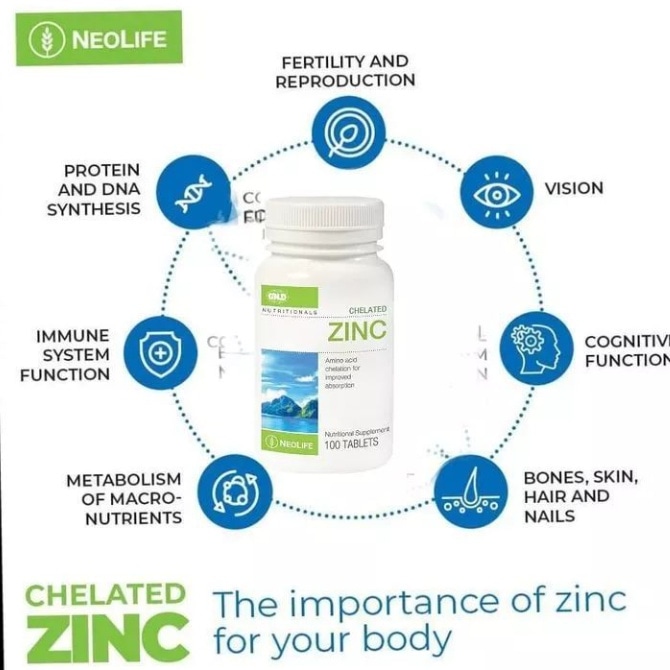 NEOLIFE
FERTILITY AND
REPRODUCTION
PROTEIN
AND DNA
SYNTHESIS
VISION
GNLD
NUTRITIONALS
CHELATED
ZINC
Amino acid
chelation for
improved
absorption
Nutritional Supplement
NEOLIFE
100 TABLETS
IMMUNE
SYSTEM
FUNCTION
COGNITIV
FUNCTION
METABOLISM
OF MACRO-
NUTRIENTS
BONES, SKIN,
HAIR AND
NAILS
CHELATED
ZINC
The importance of zinc
for your body